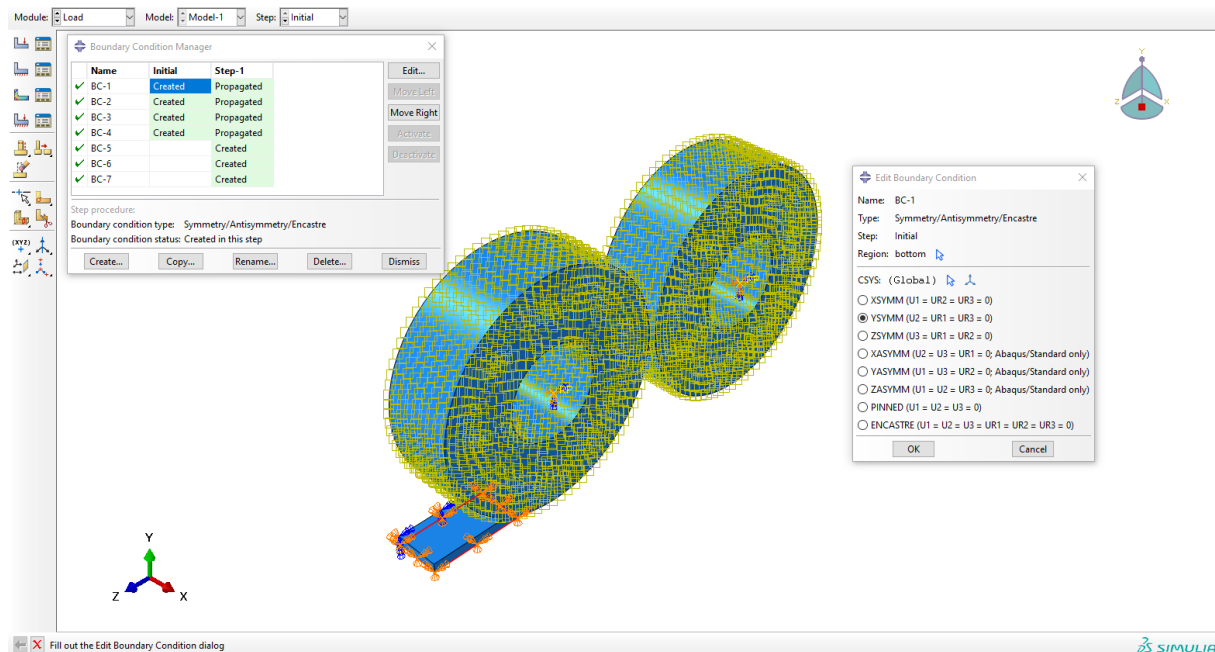 Module: Load Model: Model-1 Step: Initial
Boundary Condition Manager
Name Initial Step-1
BC-1 Created Propagated
BC-2 Created Propagated
BC-3 Created Propagated
BC-4 Created Propagated
BC-5 Created
BC-6 Created
BC-7 Created
Edit...
Move Left
Move Right
Activate
Deactivate
Step procedure:
Boundary condition type: Symmetry/Antisymmetry/Encastre
Boundary condition status: Created in this step
Create... Copy... Rename... Delete... Dismiss
(XYZ)
Y
Z X
RP
Edit Boundary Condition
Name: BC-1
Type: Symmetry/Antisymmetry/Encastre
Step: Initial
Region: bottom
CSYS: (Global)
XSYMM (U1 = UR2 = UR3 = 0)
YSYMM (U2 = UR1 = UR3 = 0)
ZSYMM (U3 = UR1 = UR2 = 0)
XASYMM (U2 = U3 = UR1 = 0; Abaqus/Standard only)
YASYMM (U1 = U3 = UR2 = 0; Abaqus/Standard only)
ZASYMM (U1 = U2 = UR3 = 0; Abaqus/Standard only)
PINNED (U1 = U2 = U3 = 0)
ENCASTRE (U1 = U2 = U3 = UR1 = UR2 = UR3 = 0)
OK Cancel
Y
Z X
Fill out the Edit Boundary Condition dialog
SIMULIA